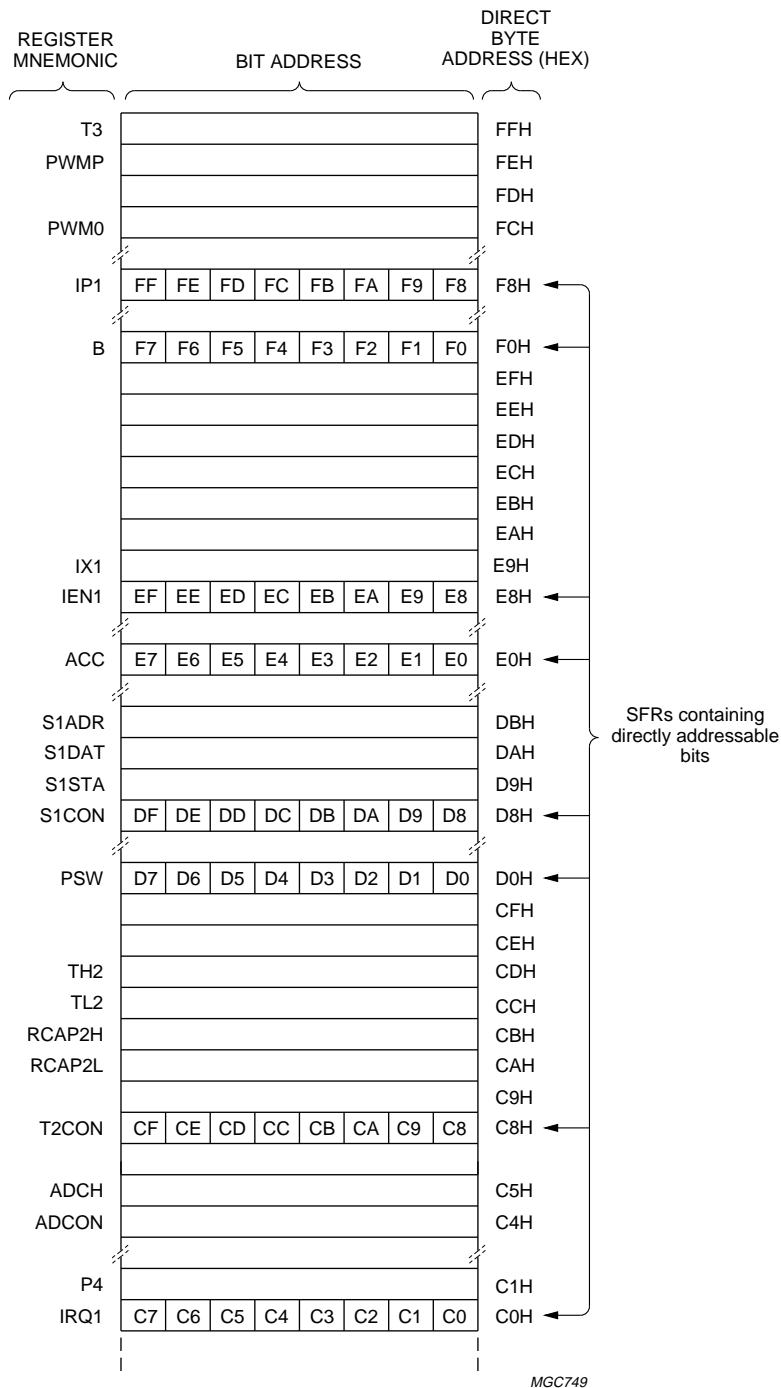 REGISTER
MNEMONIC
BIT ADDRESS
DIRECT
BYTE
ADDRESS (HEX)
T3 FFH
PWMP FEH
FDH
PWM0 FCH
IP1 FF FE FD FC FB FA F9 F8 F8H
B F7 F6 F5 F4 F3 F2 F1 F0 F0H
EFH
EEH
EDH
ECH
EBH
EAH
IX1 E9H
IEN1 EF EE ED EC EB EA E9 E8 E8H
ACC E7 E6 E5 E4 E3 E2 E1 E0 E0H
S1ADR DBH
S1DAT DAH
S1STA D9H
S1CON DF DE DD DC DB DA D9 D8 D8H
SFRs containing
directly addressable
bits
PSW D7 D6 D5 D4 D3 D2 D1 D0 D0H
CFH
CEH
TH2 CDH
TL2 CCH
RCAP2H CBH
RCAP2L CAH
C9H
T2CON CF CE CD CC CB CA C9 C8 C8H
ADCH C5H
ADCON C4H
P4 C1H
IRQ1 C7 C6 C5 C4 C3 C2 C1 C0 C0H
MGC749